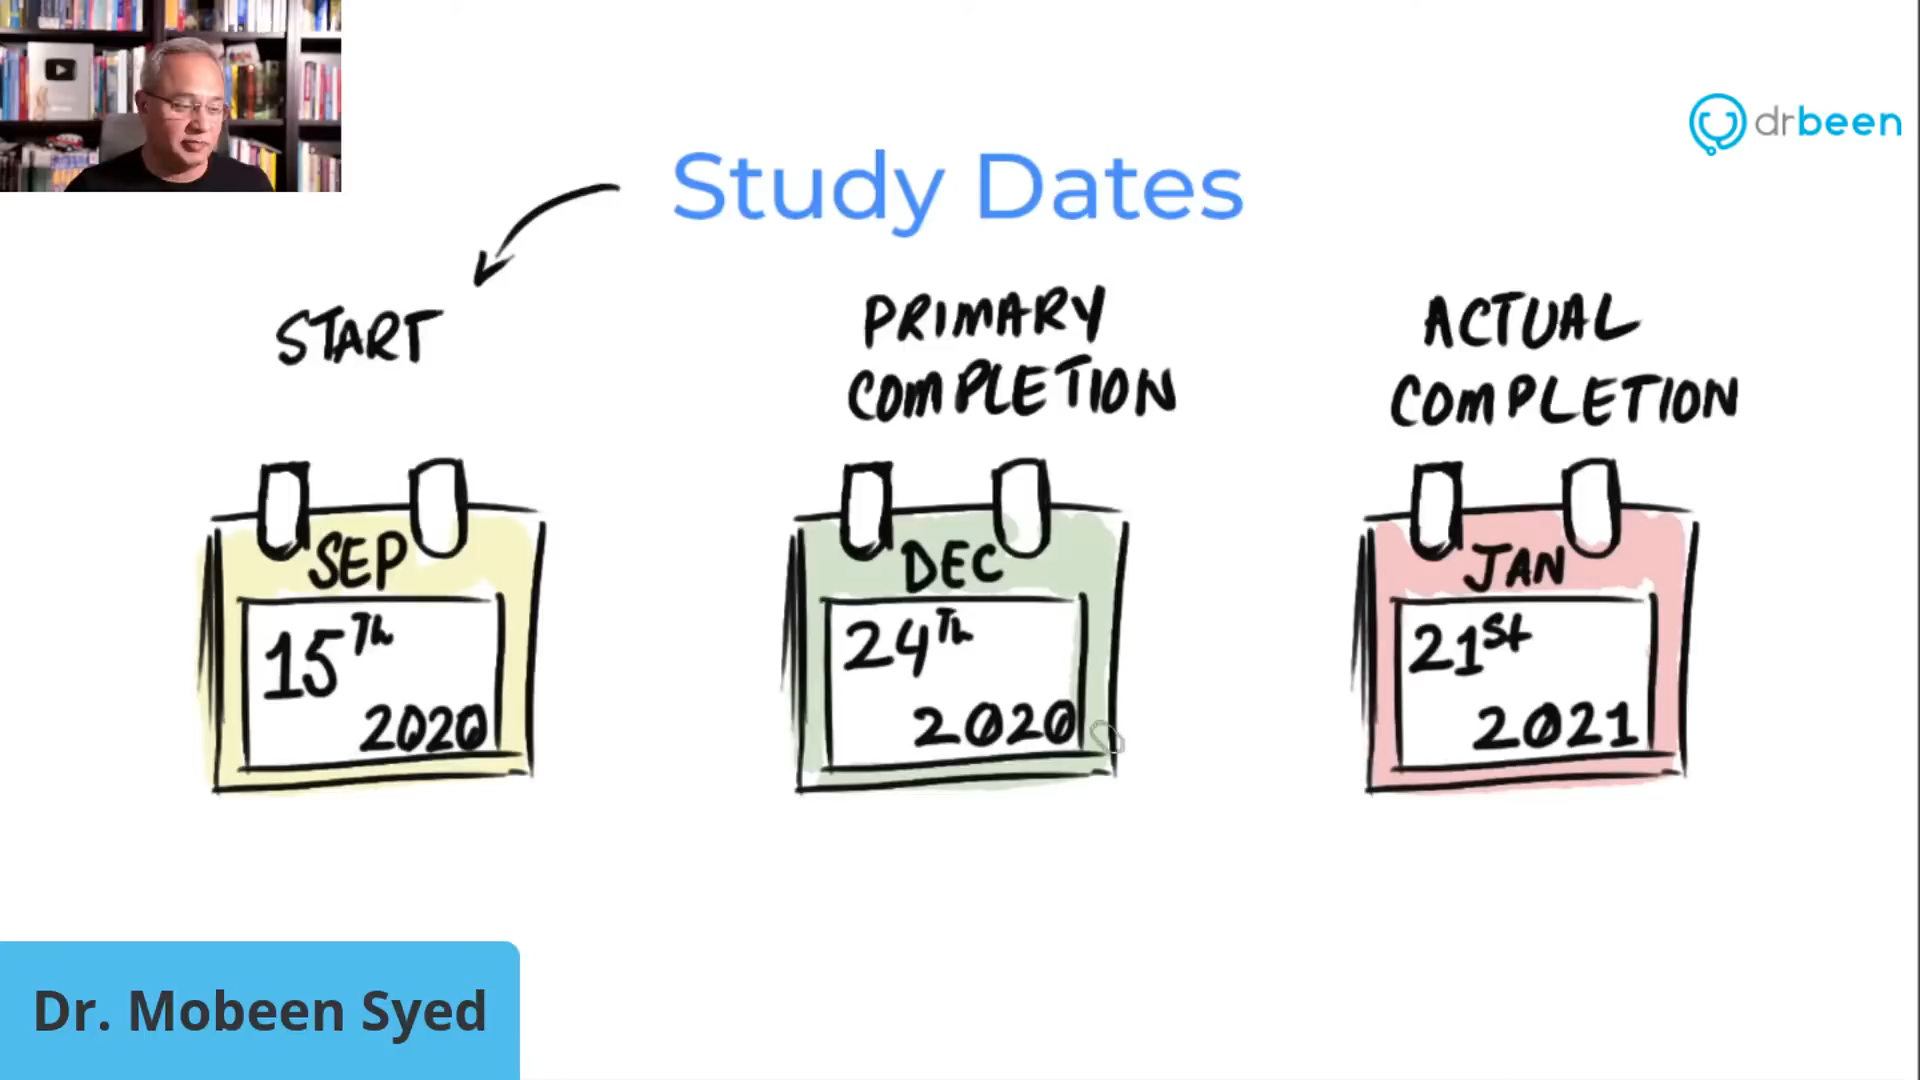 drbeen
Study Dates
START
PRIMARY
COMPLETION
ACTUAL
COMPLETION
SEP
15Th
2020
DEC
24Th
2020
JAN
21St
2021
Dr. Mobeen Syed